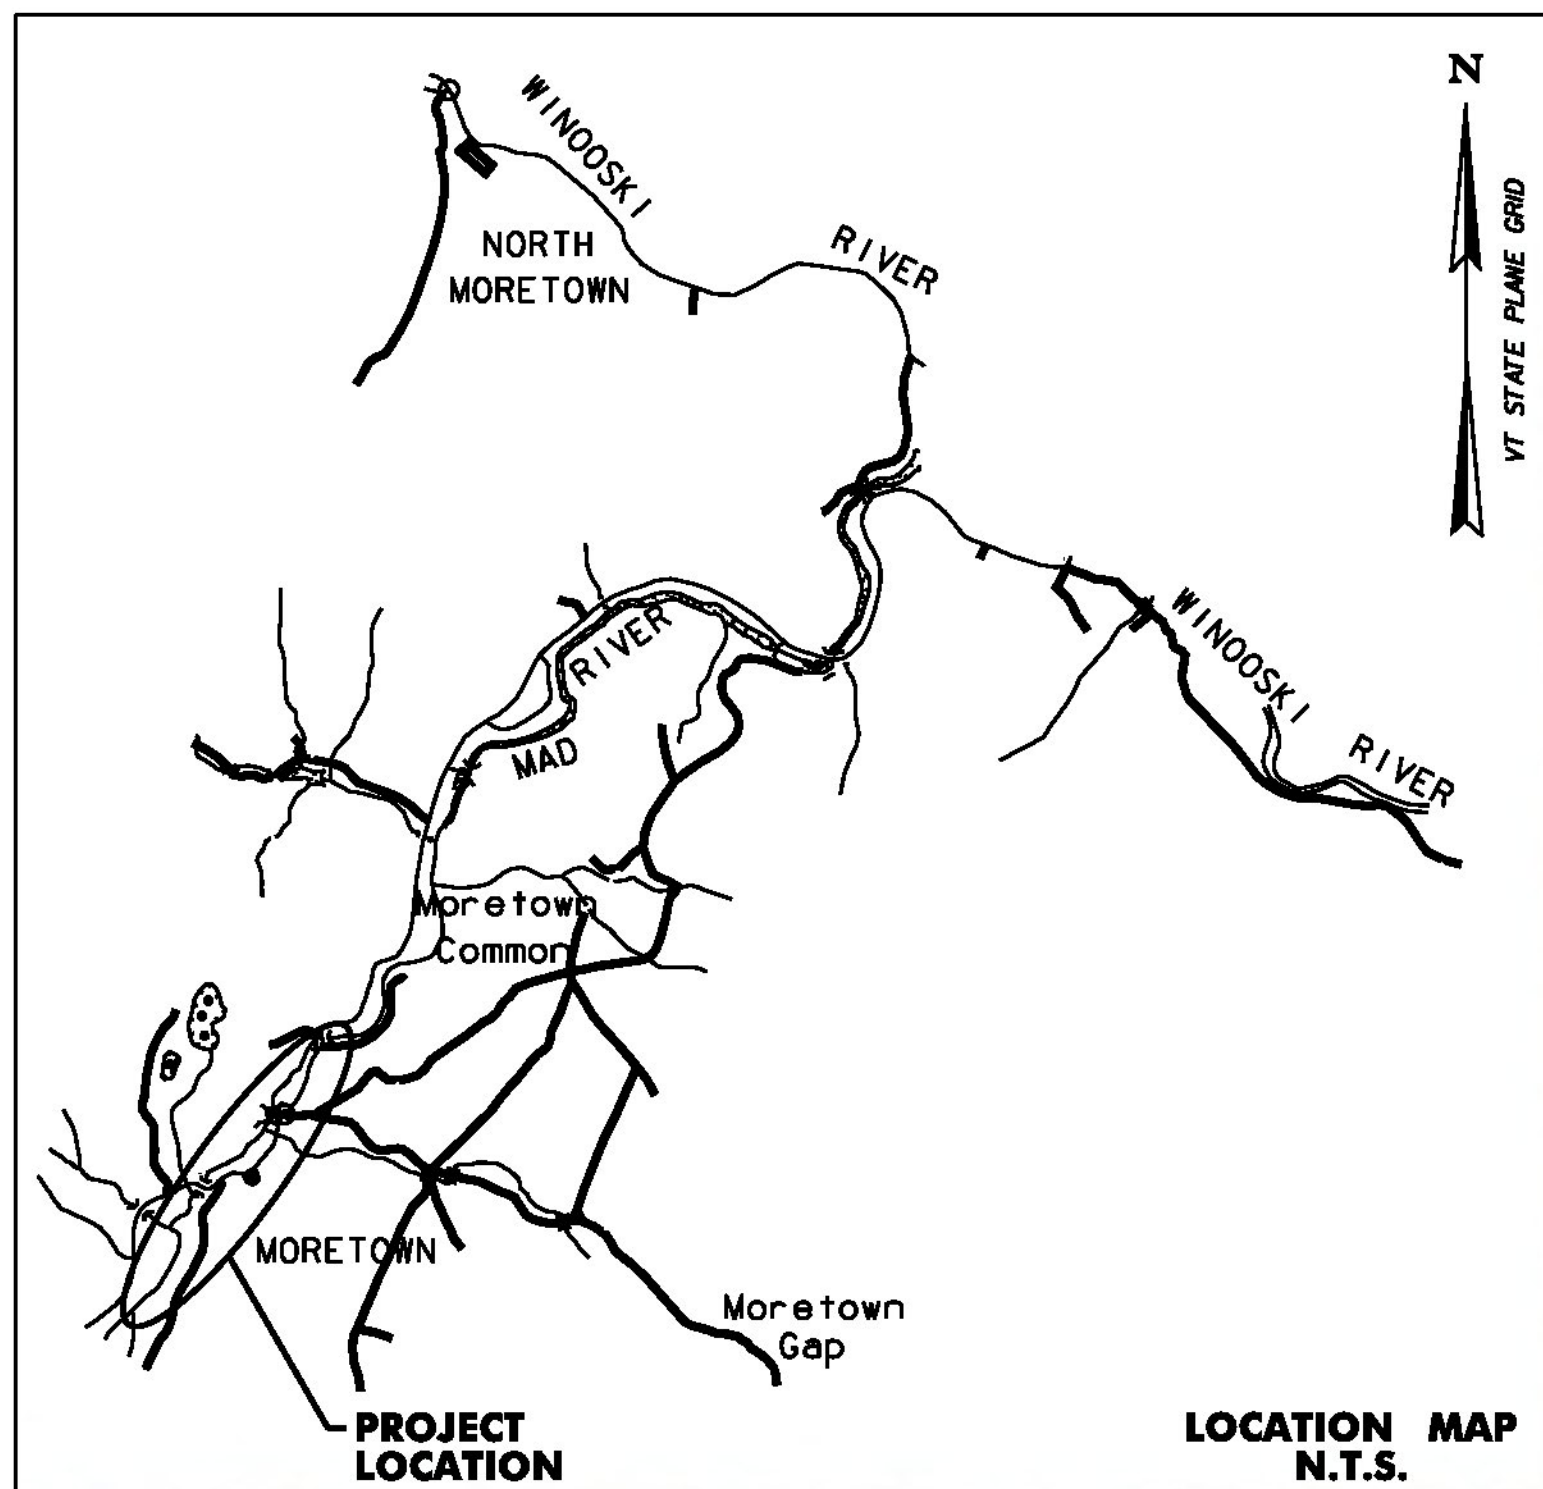 N
VT STATE PLANE GRID
WINOOSKI
RIVER
NORTH
MORETOWN
WINOOSKI
RIVER
RIVER
MAD
Moretown
Common
MORETOWN
Moretown
Gap
PROJECT
LOCATION
LOCATION MAP
N.T.S.